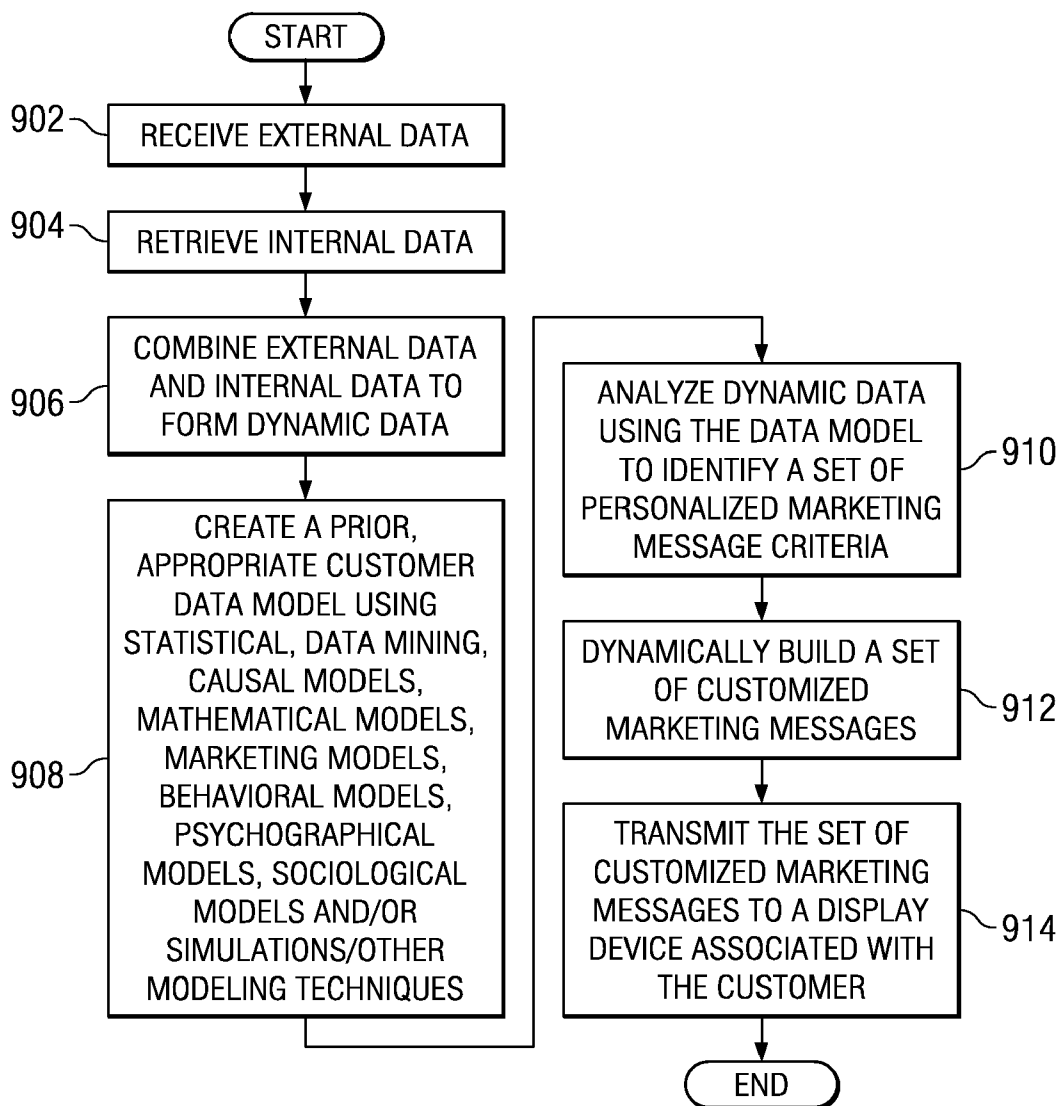 START
902
RECEIVE EXTERNAL DATA
904
RETRIEVE INTERNAL DATA
906
COMBINE EXTERNAL DATA
AND INTERNAL DATA TO
FORM DYNAMIC DATA
908
CREATE A PRIOR,
APPROPRIATE CUSTOMER
DATA MODEL USING
STATISTICAL, DATA MINING,
CAUSAL MODELS,
MATHEMATICAL MODELS,
MARKETING MODELS,
BEHAVIORAL MODELS,
PSYCHOGRAPHICAL
MODELS, SOCIOLOGICAL
MODELS AND/OR
SIMULATIONS/OTHER
MODELING TECHNIQUES
ANALYZE DYNAMIC DATA
USING THE DATA MODEL
TO IDENTIFY A SET OF
PERSONALIZED MARKETING
MESSAGE CRITERIA
910
DYNAMICALLY BUILD A SET
OF CUSTOMIZED
MARKETING MESSAGES
912
TRANSMIT THE SET OF
CUSTOMIZED MARKETING
MESSAGES TO A DISPLAY
DEVICE ASSOCIATED WITH
THE CUSTOMER
914
END